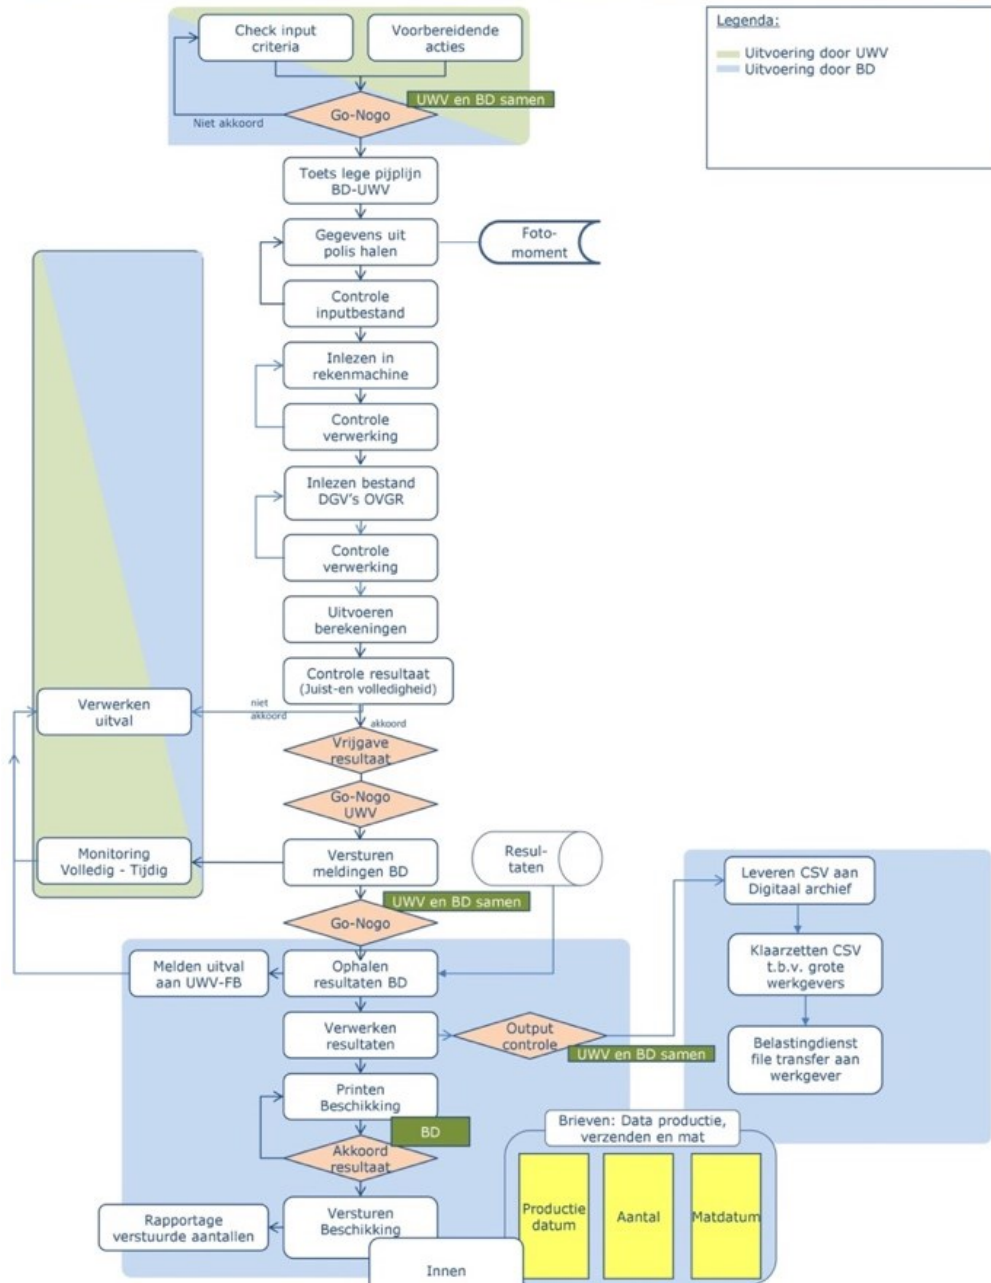 Legenda:
Uitvoering door UWV
Uitvoering door BD
Check input
criteria
Voorbereidende
acties
UWV en BD samen
Go-Nogo
Niet akkoord
Toets lege pijplijn
BD-UWV
Gegevens uit
polis halen
Foto-
moment
Controle
inputbestand
Inlezen in
rekenmachine
Controle
verwerking
Inlezen bestand
DGV's OVGR
Controle
verwerking
Uitvoeren
berekeningen
Controle resultaat
(Juist-en volledigheid)
Verwerken
uitval
niet
akkoord
akkoord
Vrijgave
resultaat
Go-Nogo
UWV
Monitoring
Volledig - Tijdig
Versturen
meldingen BD
Resul-
taten
UWV en BD samen
Go-Nogo
Leveren CSV aan
Digitaal archief
Klaarzetten CSV
t.b.v. grote
werkgevers
Belastingdienst
file transfer aan
werkgever
Melden uitval
aan UWV-FB
Ophalen
resultaten BD
Verwerken
resultaten
Output
controle
UWV en BD samen
Printen
Beschikking
BD
Akkoord
resultaat
Versturen
Beschikking
Rapportage
verstuurde aantallen
Innen
Brieven: Data productie,
verzenden en mat
Productie
datum
Aantal
Matdatum